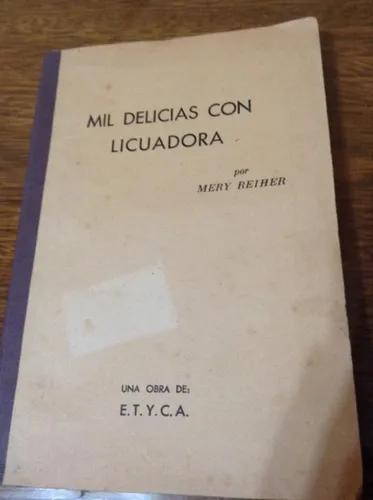 MIL DELICIAS CON
LICUADORA
por
MERY REIHER
UNA OBRA DE:
E.T.Y.C.A.